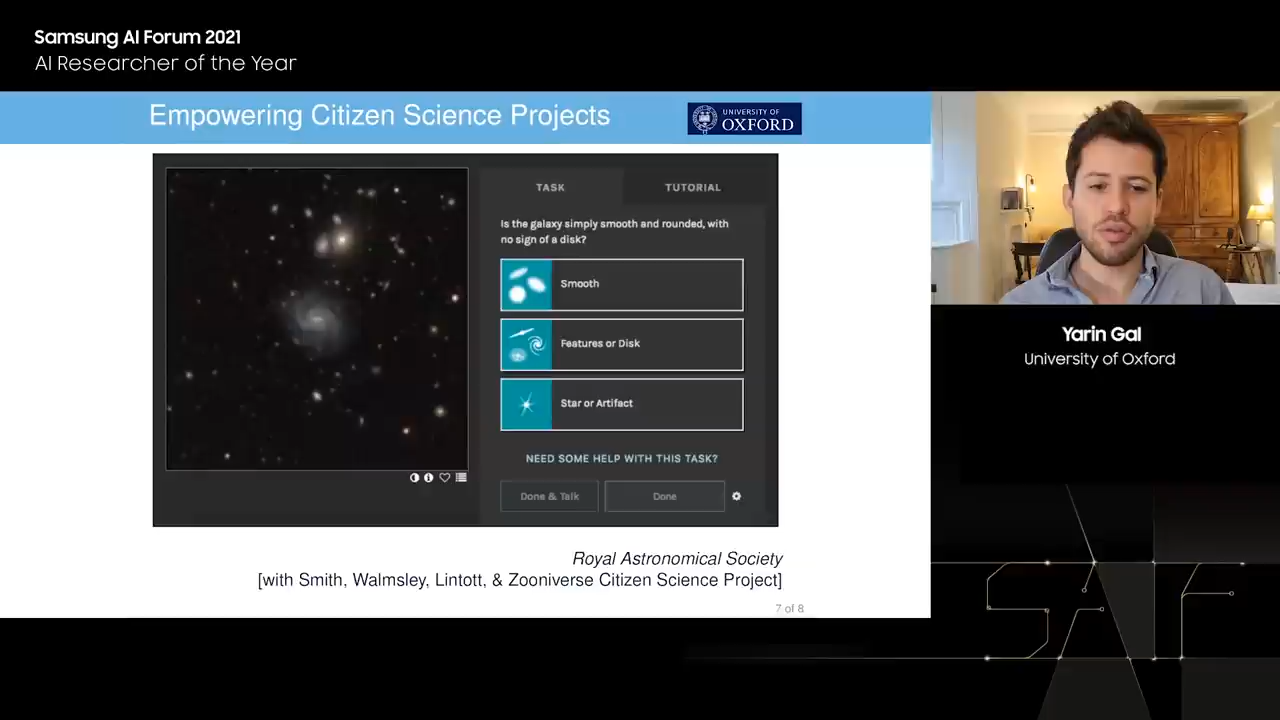 Samsung AI Forum 2021
AI Researcher of the Year
Empowering Citizen Science Projects
UNIVERSITY OF
OXFORD
TASK
TUTORIAL
Is the galaxy simply smooth and rounded, with
no sign of a disk?
Smooth
Features or Disk
Star or Artifact
NEED SOME HELP WITH THIS TASK?
Done & Talk
Done
Royal Astronomical Society
[with Smith, Walmsley, Lintott, & Zooniverse Citizen Science Project]
7 of 8
Yarin Gal
University of Oxford
SAF